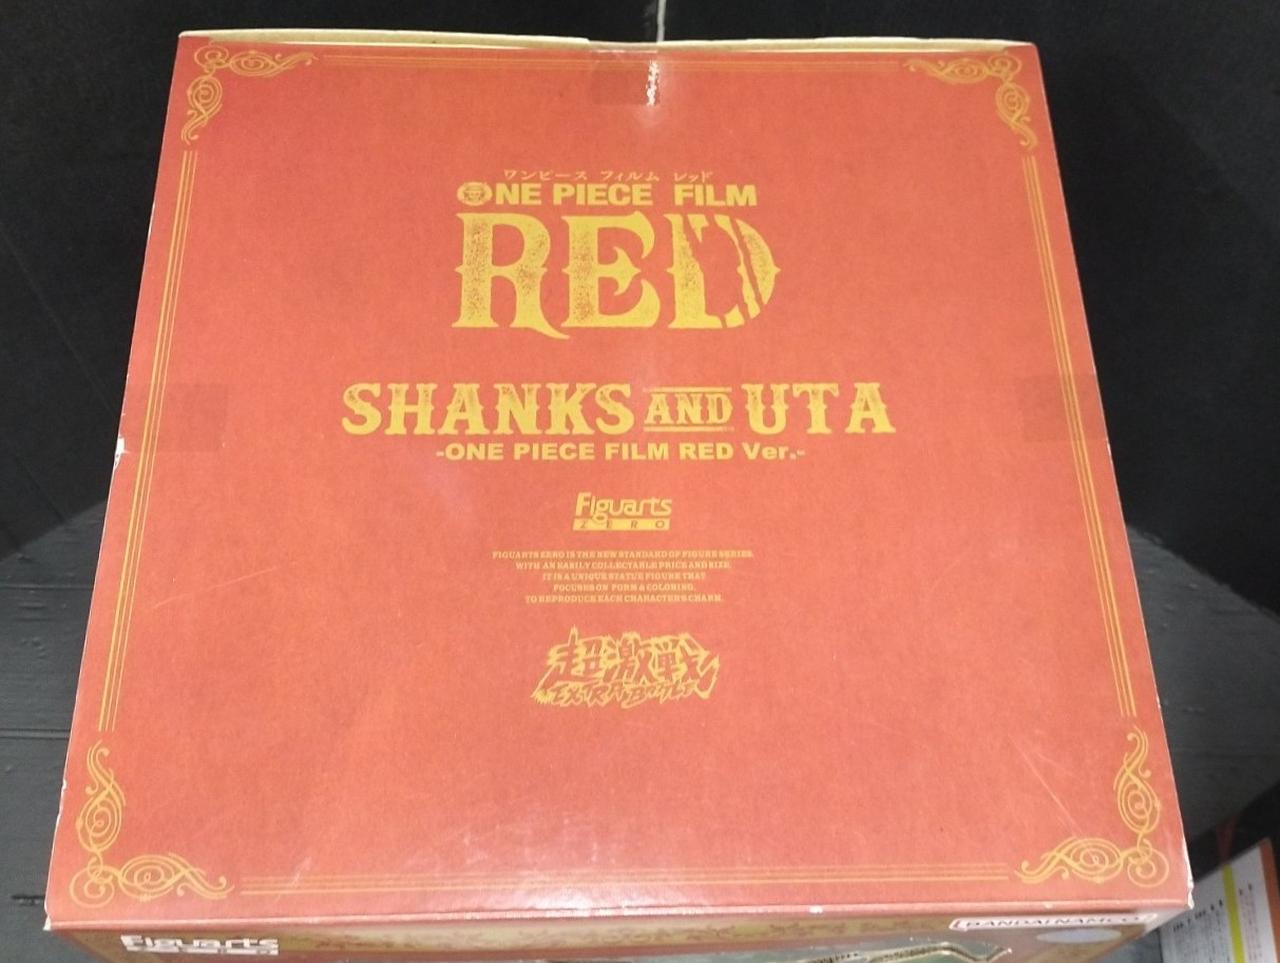 ワンピース フィルム レッド
ONE PIECE FILM
RED
SHANKS AND UTA
-ONE PIECE FILM RED Ver.-
Figuarts
ZERO
FIGUARTS ZERO IS THE NEW STANDARD OF FIGURE SERIES.
WITH AN EASILY COLLECTABLE PRICE AND SIZE
IT IS A UNIQUE STATUE FIGURE THAT
FOCUSES ON FORM & COLORING,
TO REPRODUCE EACH CHARACTER'S CHARM.
超激戦
EXTRA BATTLE
Figuarts
BANDAI NAMCO